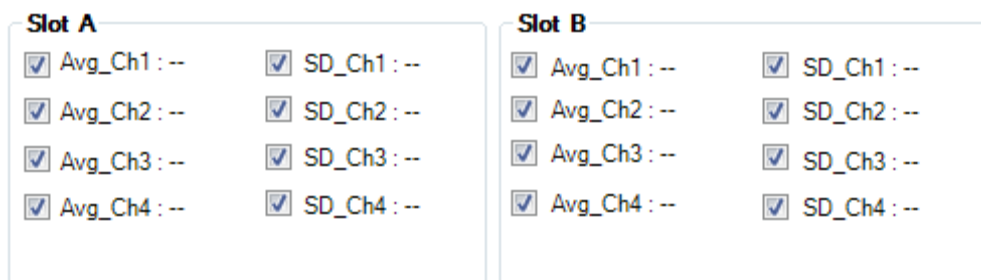 Slot A
Avg_Ch1 : -- SD_Ch1 : --
Avg_Ch2 : -- SD_Ch2 : --
Avg_Ch3 : -- SD_Ch3 : --
Avg_Ch4 : -- SD_Ch4 : --
Slot B
Avg_Ch1 : -- SD_Ch1 : --
Avg_Ch2 : -- SD_Ch2 : --
Avg_Ch3 : -- SD_Ch3 : --
Avg_Ch4 : -- SD_Ch4 : --